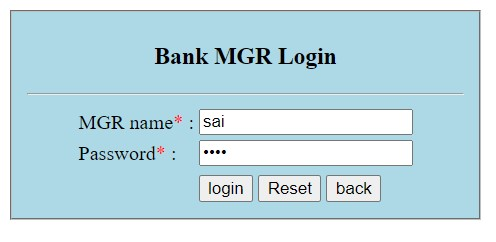 Bank MGR Login
MGR name* : sai
Password* : ••••
login Reset back